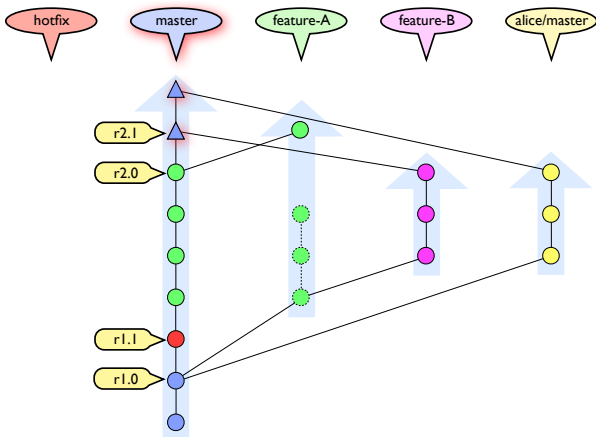 hotfix
master
feature-A
feature-B
alice/master
r2.1
r2.0
r1.1
r1.0